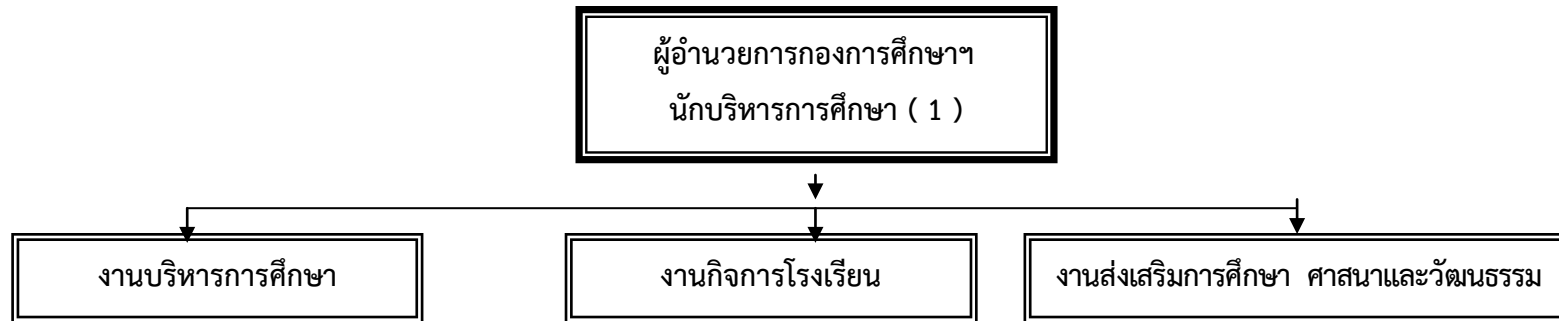 ผู้อำนวยการกองการศึกษาฯ
นักบริหารการศึกษา ( 1 )
งานบริหารการศึกษา
งานกิจการโรงเรียน
งานส่งเสริมการศึกษา ศาสนาและวัฒนธรรม